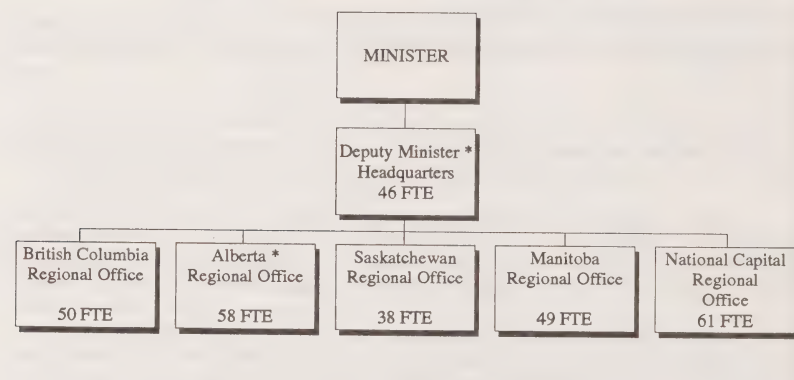 MINISTER
Deputy Minister *
Headquarters
46 FTE
British Columbia
Regional Office
50 FTE
Alberta *
Regional Office
58 FTE
Saskatchewan
Regional Office
38 FTE
Manitoba
Regional Office
49 FTE
National Capital
Regional
Office
61 FTE